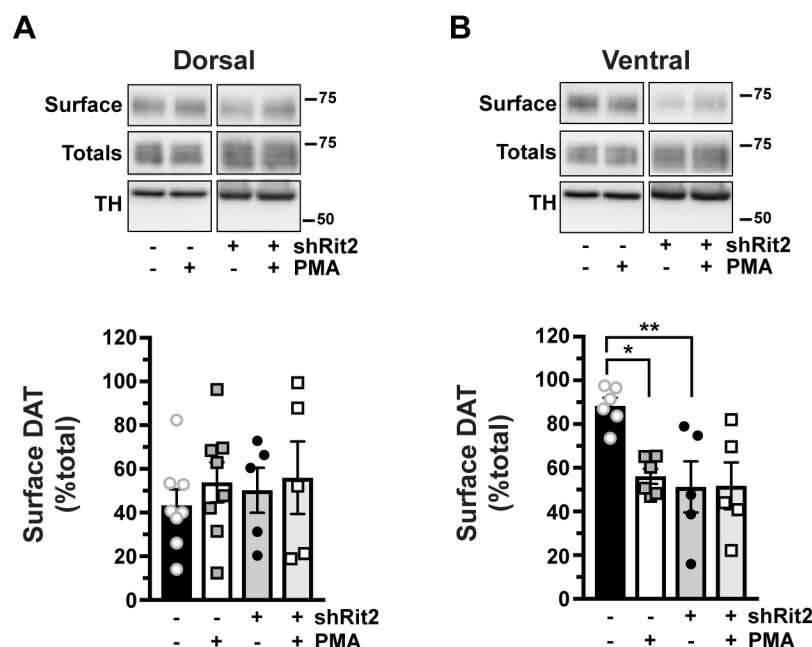 A
Dorsal
Surface
–75
Totals
–75
TH
–50
- - + + shRit2
- + - + PMA
120
100
80
60
40
20
0
Surface DAT
(%total)
- - + + shRit2
- + - + PMA
B
Ventral
Surface
–75
Totals
–75
TH
–50
- - + + shRit2
- + - + PMA
**
*
120
100
80
60
40
20
0
Surface DAT
(%total)
- - + + shRit2
- + - + PMA